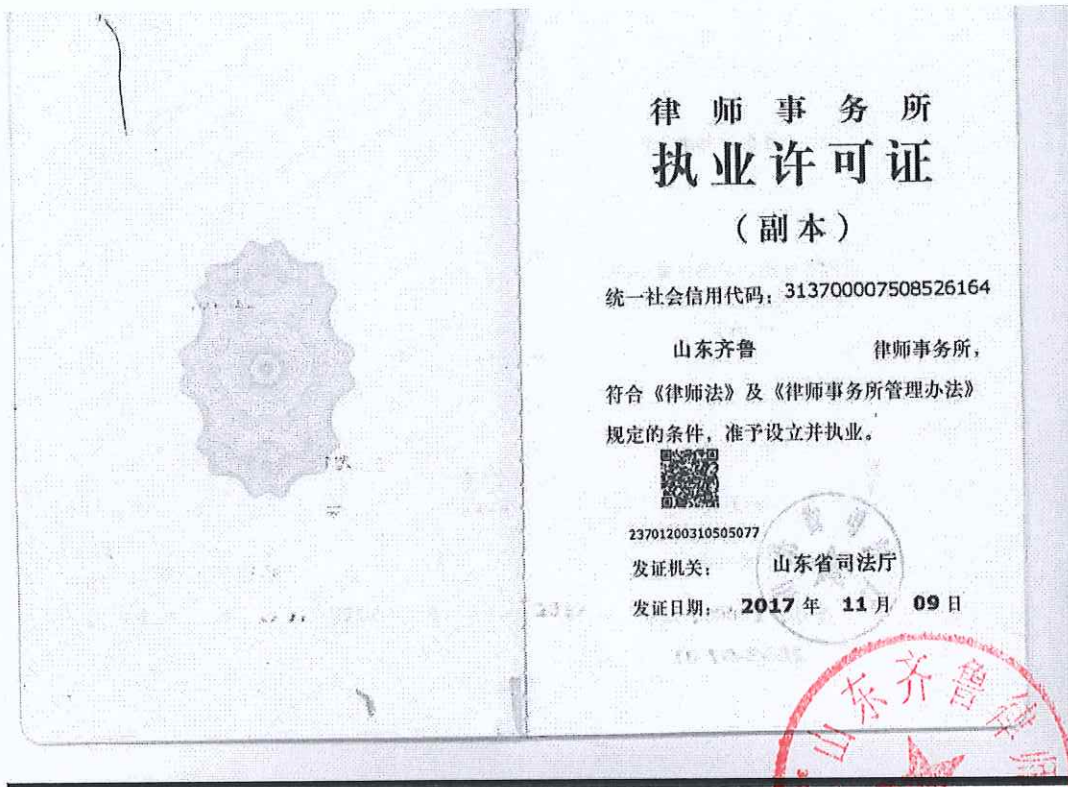 律师事务所
执业许可证
（副本）
统一社会信用代码：313700007508526164
山东齐鲁 律师事务所，
符合《律师法》及《律师事务所管理办法》
规定的条件，准予设立并执业。
23701200310505077
发证机关： 山东省司法厅
发证日期： 2017 年 11 月 09 日
山东齐鲁律师